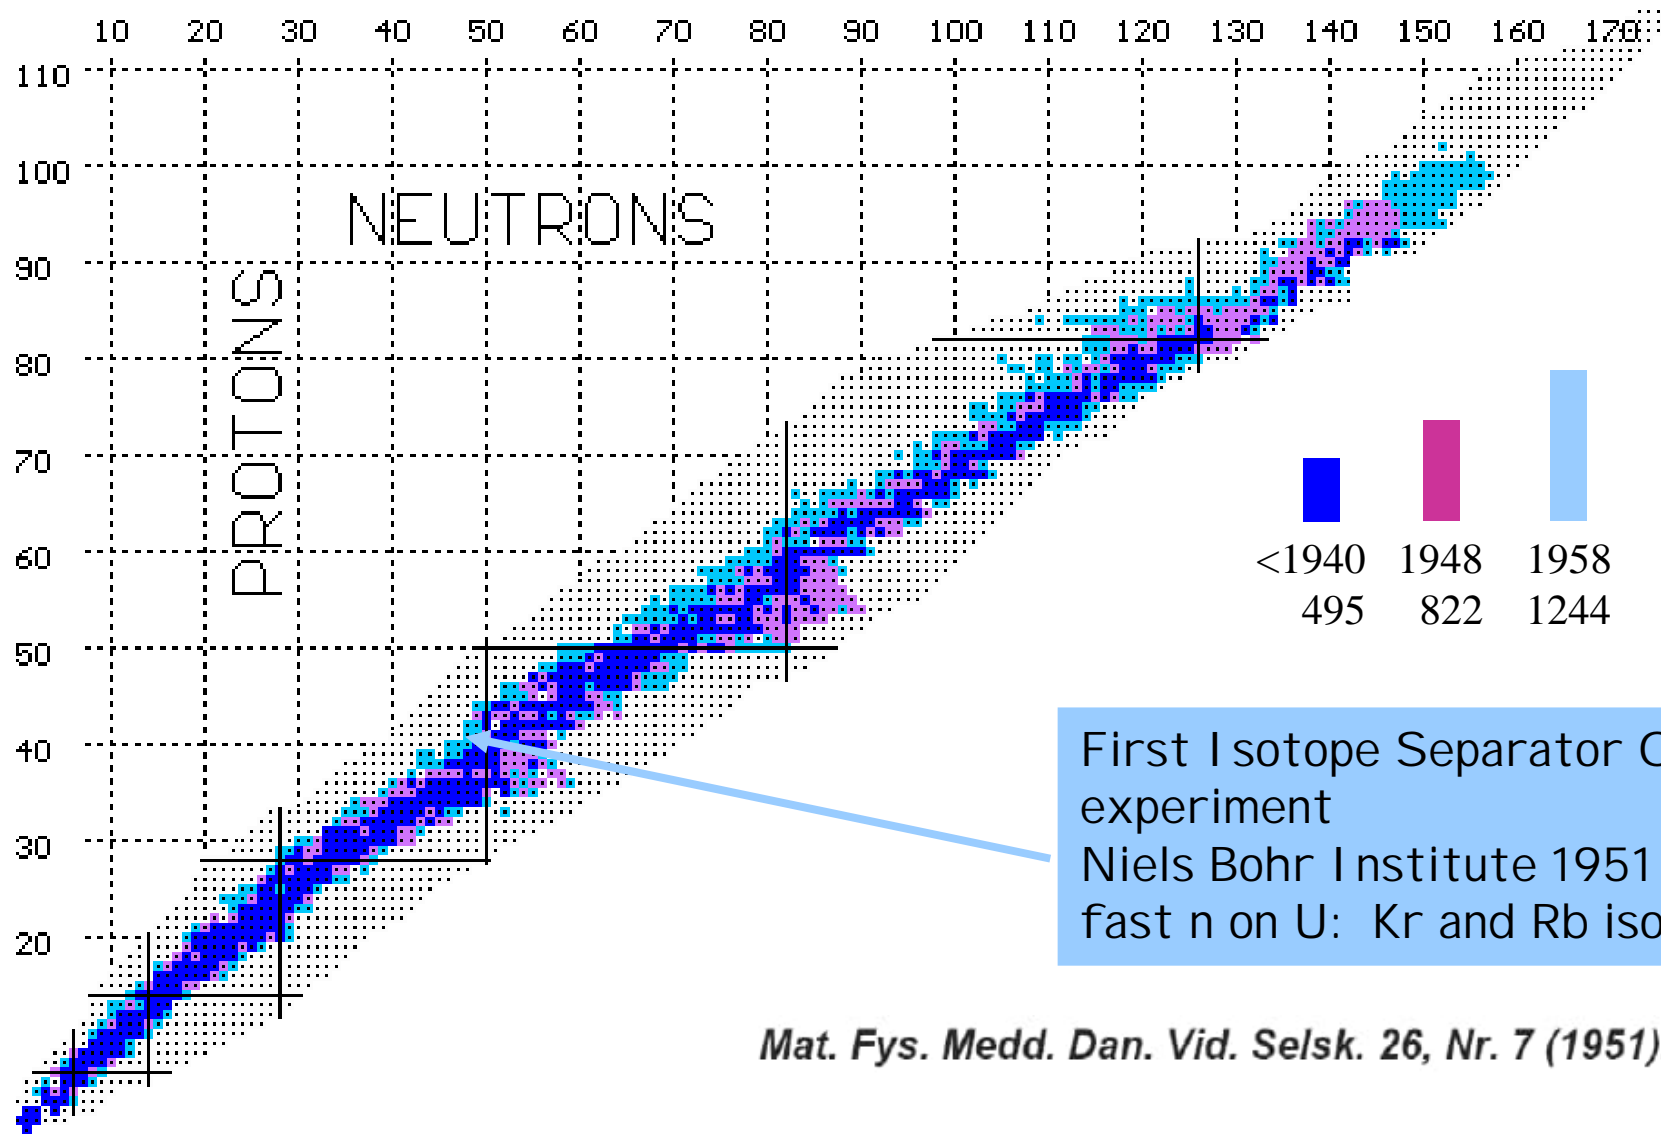 10 20 30 40 50 60 70 80 90 100 110 120 130 140 150 160 170
110
100
NEUTRONS
90
PROTONS
80
70
60
<1940 1948 1958
495 822 1244
50
First Isotope Separator
40
experiment
30
Niels Bohr Institute 1951
fast n on U: Kr and Rb
20
Mat. Fys. Medd. Dan. Vid. Selsk. 26, Nr. 7 (1951)